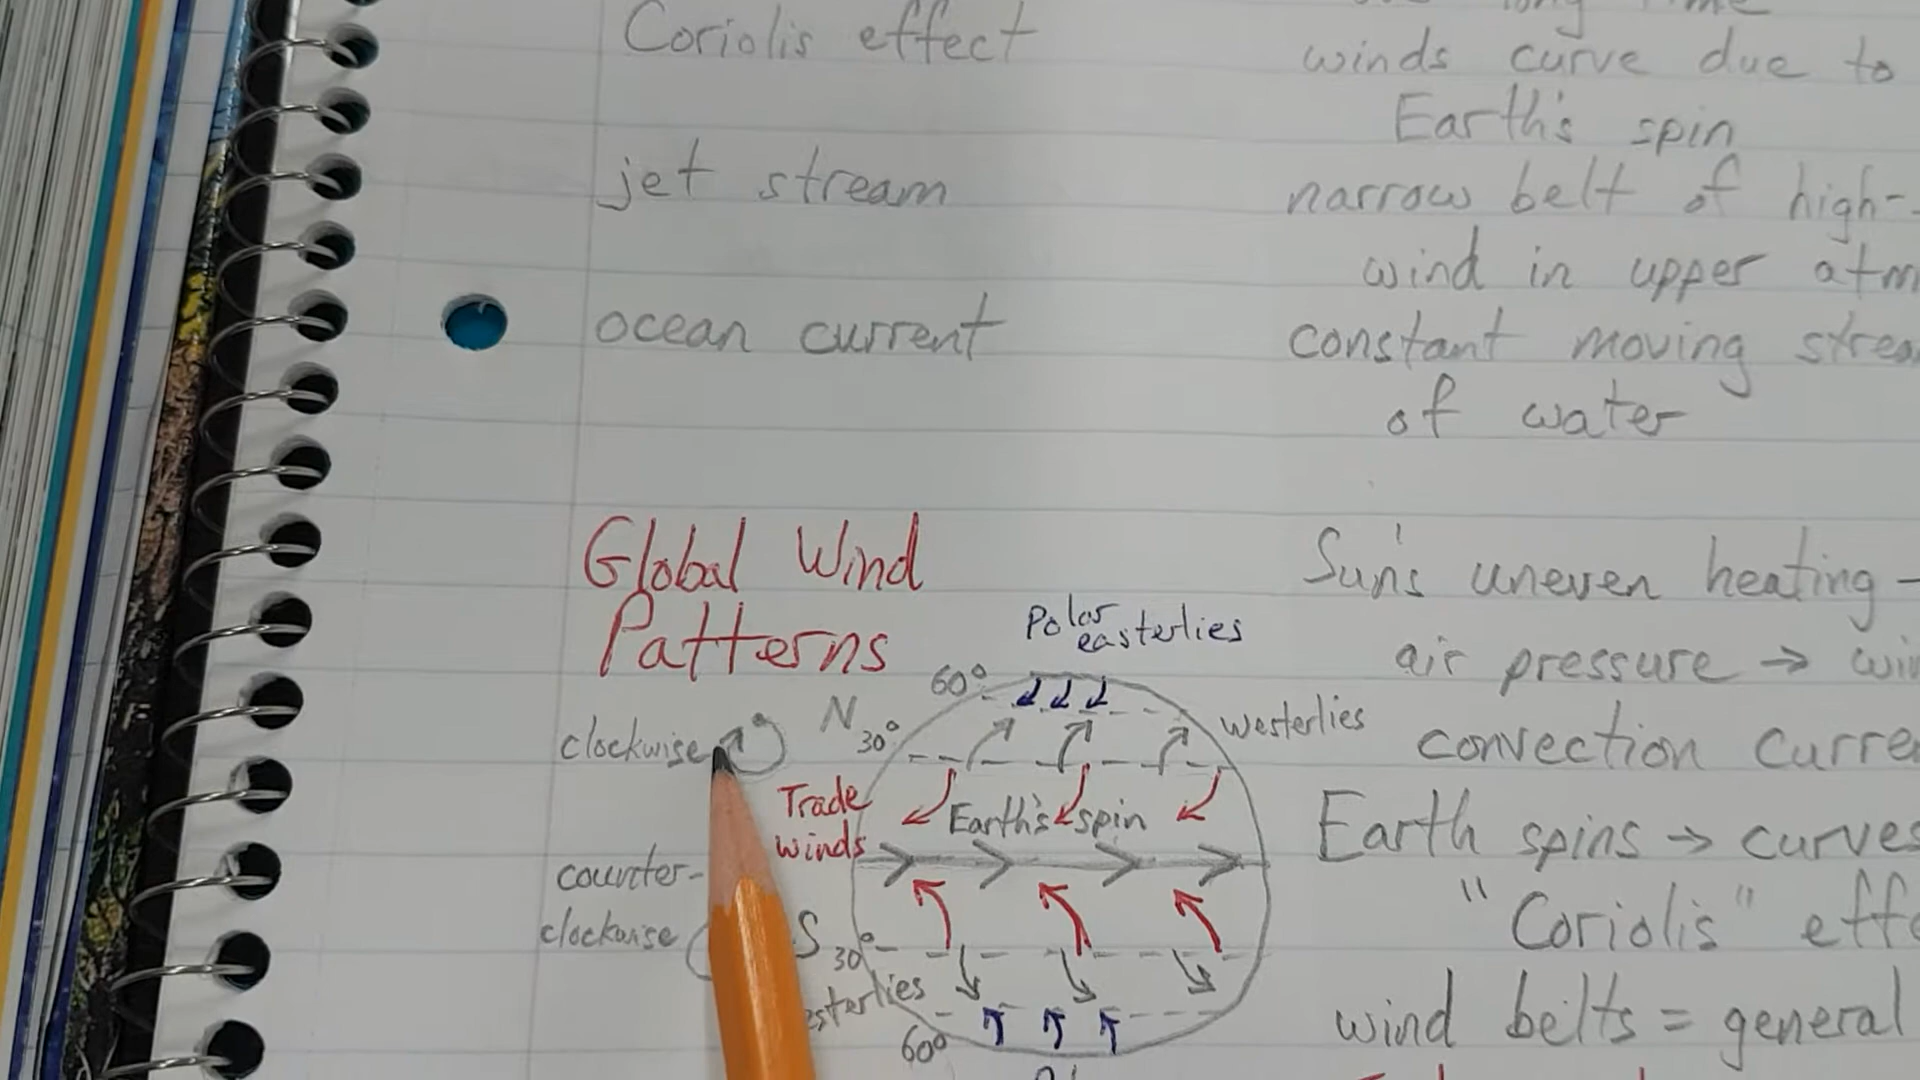 Coriolis effect
winds curve due to
Earth's spin
jet stream
narrow belt of high-
wind in upper
ocean current
constant moving
of water
Global Wind
Patterns
Sun's uneven heating
air pressure →
convection
Earth spins → curves
"Coriolis"
wind belts = general
Polar
easterlies
60°
N
30°
westerlies
clockwise
Trade
winds
Earth's spin
counter-
clockwise
S
30°
60°